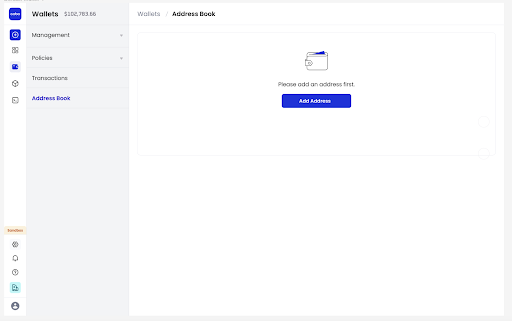 cobo
Wallets $102,783.66
Management
Policies
Transactions
Address Book
Sandbox
Wallets / Address Book
Please add an address first.
Add Address